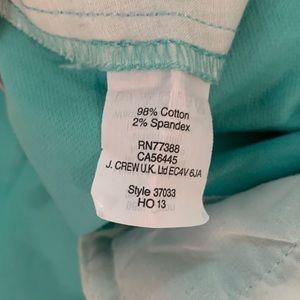 98% Cotton
2% Spandex
RN77388
CA56445
J. CREW U.K. Ltd EC4V 6JA
Style 37033
HO 13